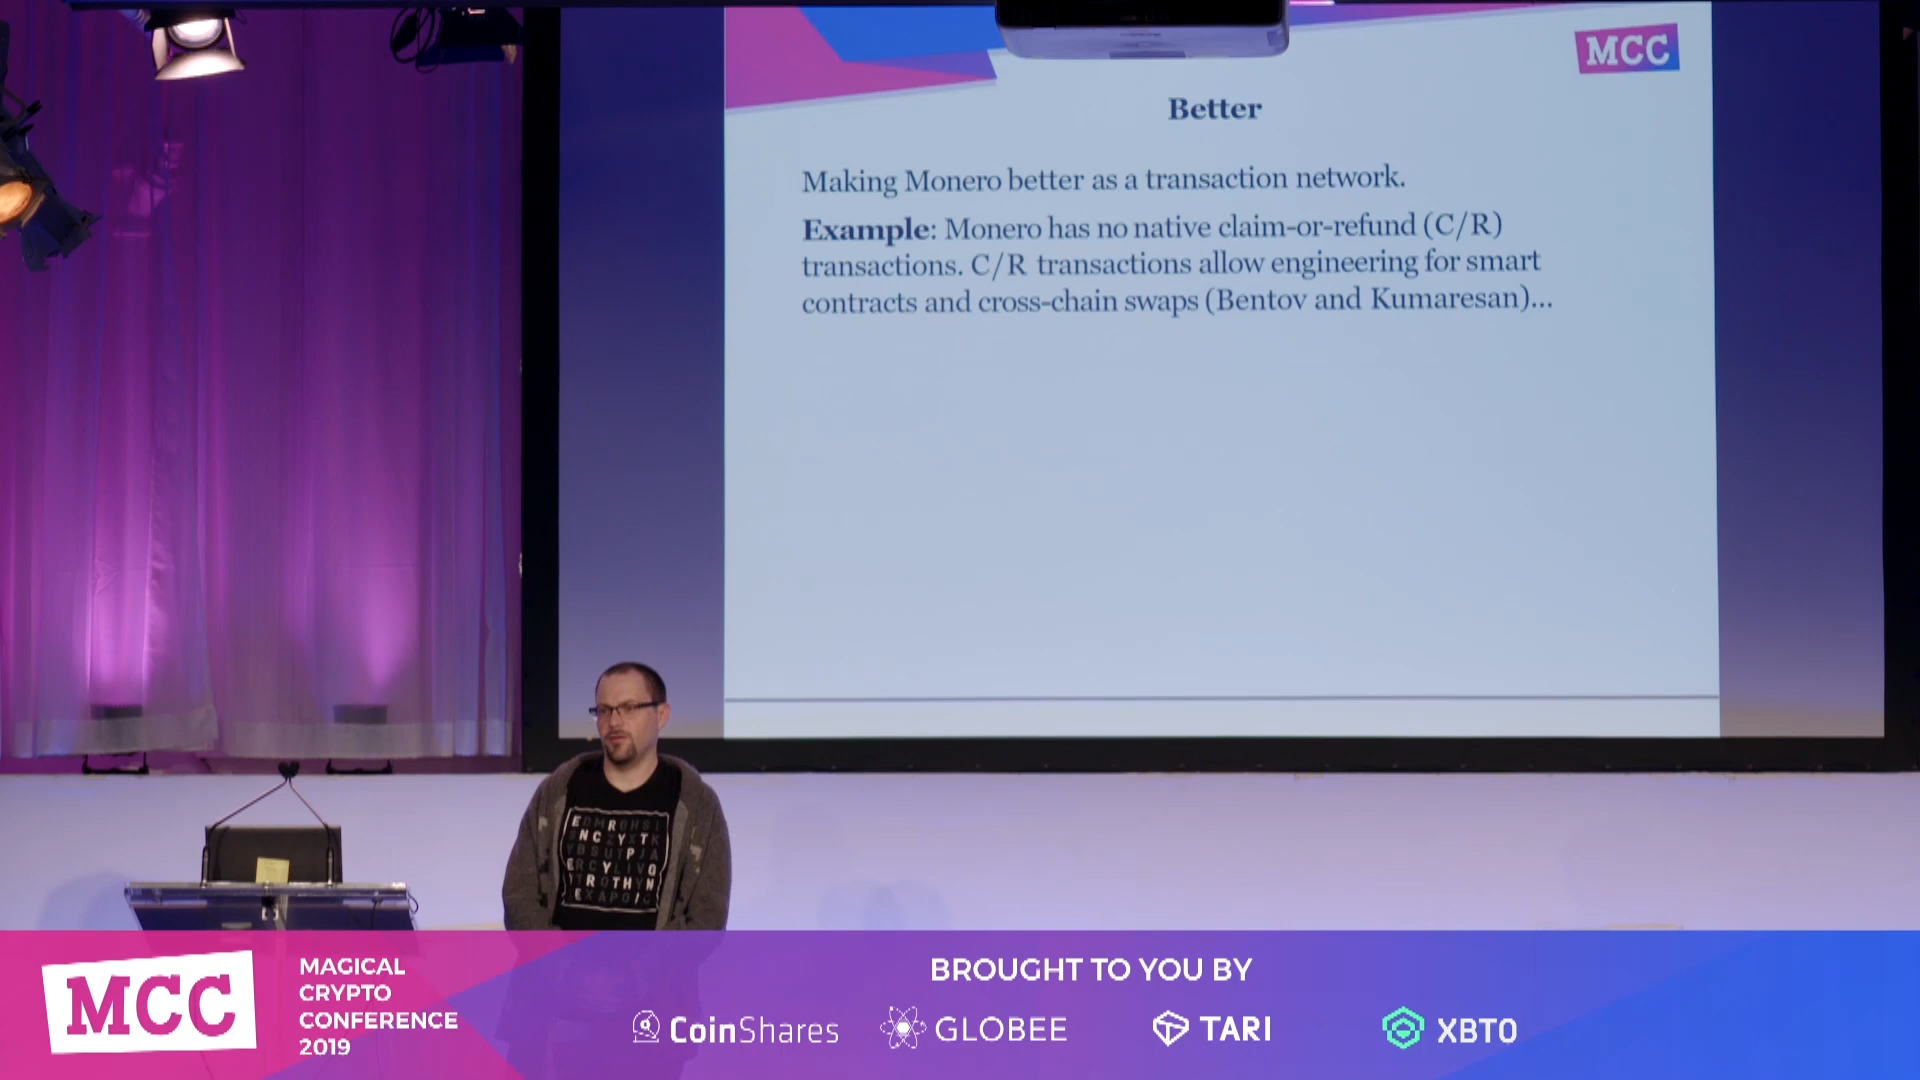 MCC
Better
Making Monero better as a transaction network.
Example: Monero has no native claim-or-refund (C/R)
transactions. C/R transactions allow engineering for smart
contracts and cross-chain swaps (Bentov and Kumaresan)...
MCC
MAGICAL
CRYPTO
CONFERENCE
2019
BROUGHT TO YOU BY
CoinShares
GLOBEE
TARI
XBTO